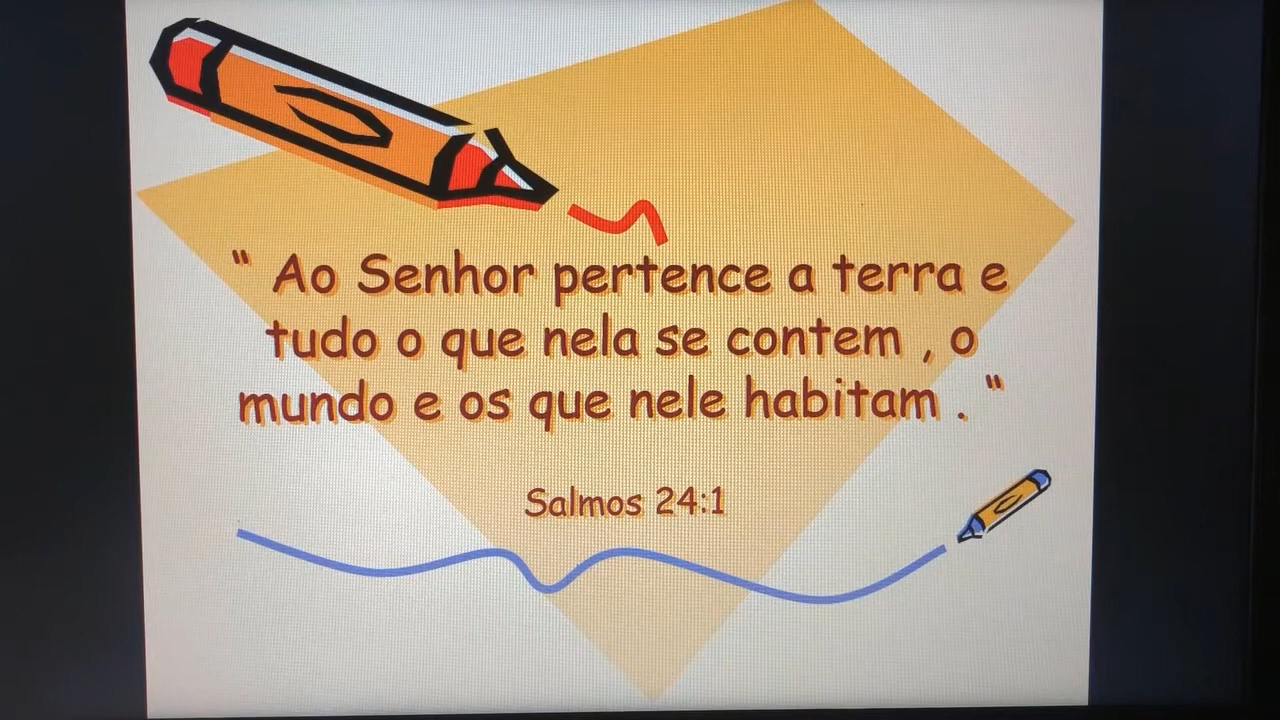 " Ao Senhor pertence a terra e
tudo o que nela se contem , o
mundo e os que nele habitam . "
Salmos 24:1